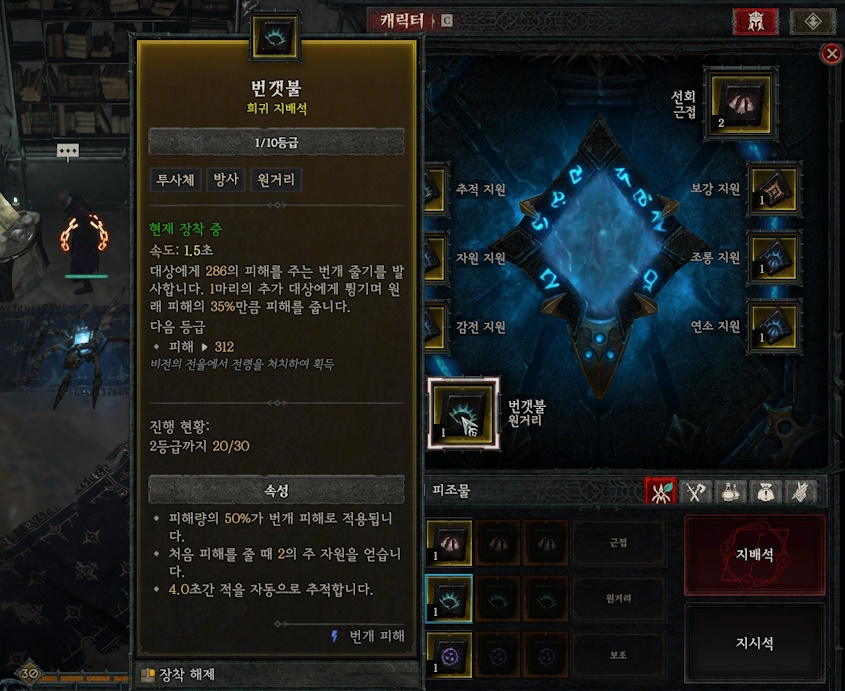 캐릭터 C
번갯불
희귀 지배석
1/10등급
투사체 방사 원거리
현재 장착 중
속도: 1.5초
대상에게 286의 피해를 주는 번개 줄기를 발
사합니다. 1마리의 추가 대상에게 튕기며 원
래 피해의 35%만큼 피해를 줍니다.
다음 등급
• 피해 ▶ 312
비전의 전율에서 전령을 처치하여 획득
진행 현황:
2등급까지 20/30
속성
• 피해량의 50%가 번개 피해로 적용됩니
다.
• 처음 피해를 줄 때 2의 주 자원을 얻습니
다.
• 4.0초간 적을 자동으로 추적합니다.
번개 피해
장착 해제
30
선회
근접
2
추적 지원
보강 지원
1
자원 지원
조롱 지원
1
감전 지원
연소 지원
1
번갯불
원거리
1
피조물
1
근접
지배석
1
원거리
1
보조
지시석